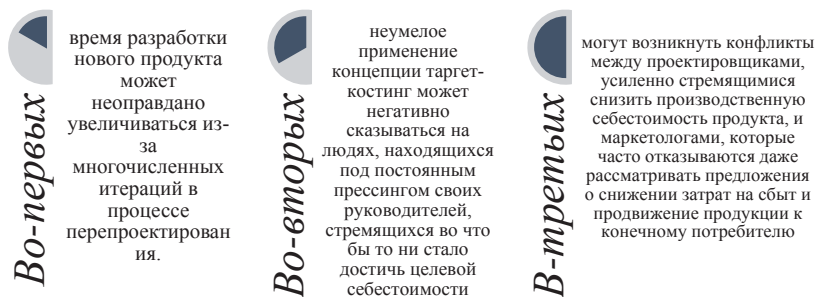 Во-первых
время разработки
нового продукта
может
неоправдано
увеличиваться из-
за
многочисленных
итераций в
процессе
перепроектирован
ия.
Во-вторых
неумелое
применение
концепции таргет-
костинг может
негативно
сказываться на
людях, находящихся
под постоянным
прессингом своих
руководителей,
стремящихся во что
бы то ни стало
достичь целевой
себестоимости
В-третьих
могут возникнуть конфликты
между проектировщиками,
усиленно стремящимися
снизить производственную
себестоимость продукта, и
маркетологами, которые
часто отказываются даже
рассматривать предложения
о снижении затрат на сбыт и
продвижение продукции к
конечному потребителю